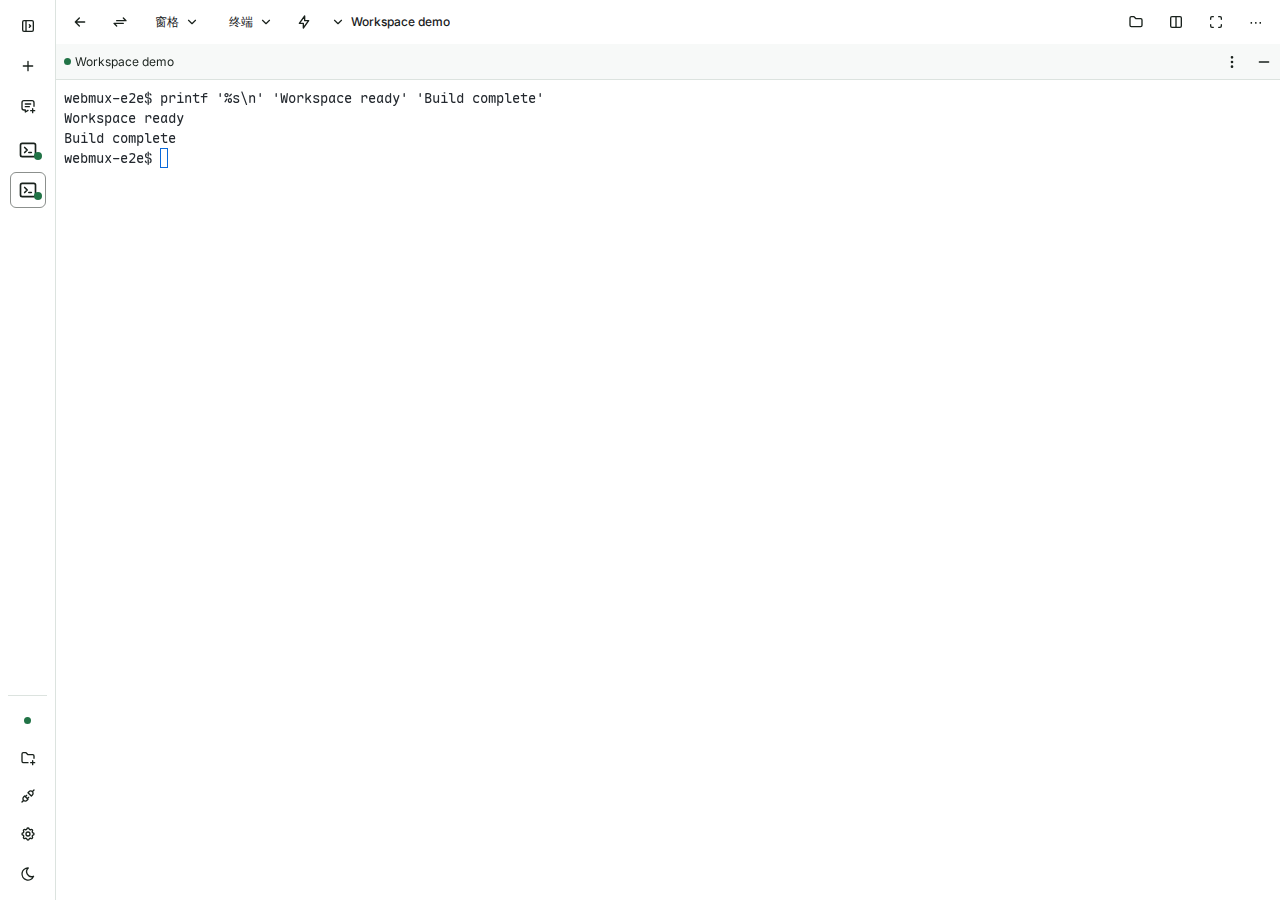 窗格 终端 Workspace demo
Workspace demo
webmux-e2e$ printf '%s\n' 'Workspace ready' 'Build complete'
Workspace ready
Build complete
webmux-e2e$